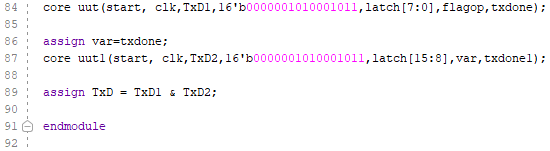 84 core uut(start, clk,TxD1,16'b0000001010001011,latch[7:0],flagop,txdone);
85
86 assign var=txdone;
87 core uut1(start, clk,TxD2,16'b0000001010001011,latch[15:8],var,txdone1);
88
89 assign TxD = TxD1 & TxD2;
90
91 endmodule
92